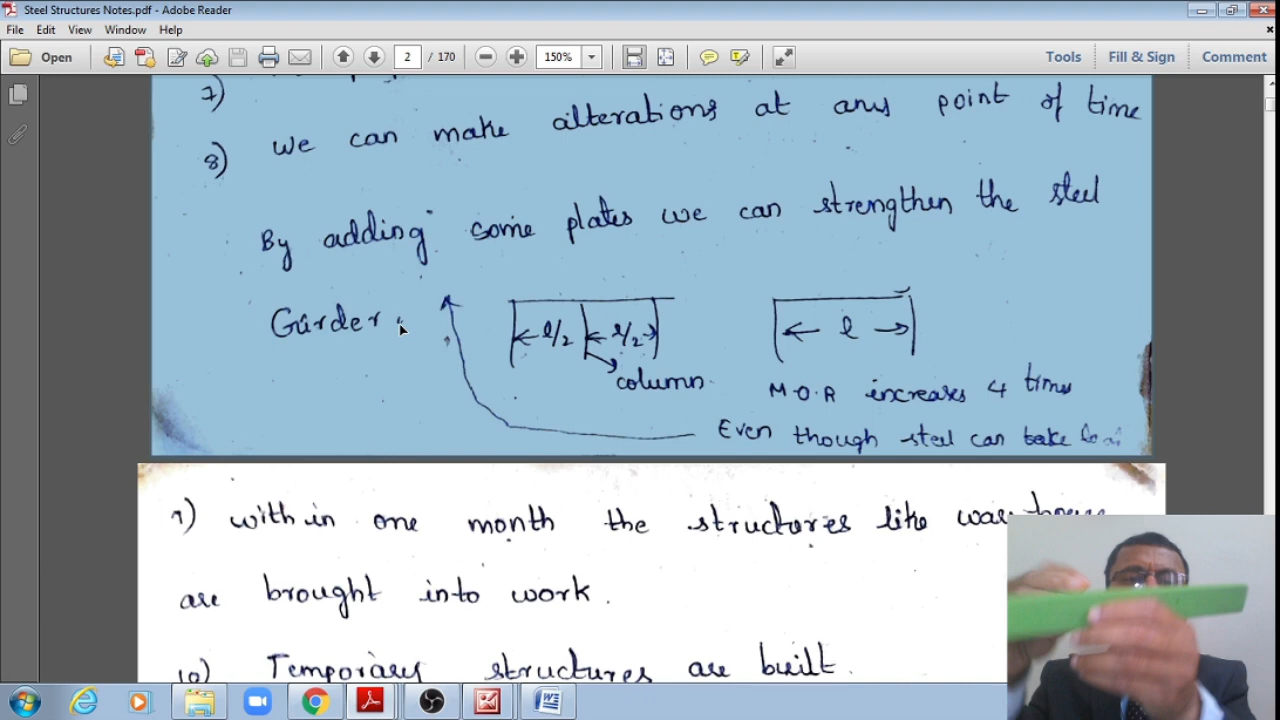 Steel Structures Notes.pdf - Adobe Reader
File Edit View Window Help
Open 2 / 170 150% Tools Fill & Sign Comment
7)
8) We can make alterations at any point of time
By adding some plates we can strengthen the steel
Girder.
l/2 l/2 l
column
M.O.R increases 4 times
Even though steel can take
9) within one month the structures like
are brought into work.
10) Temporary structures are built.